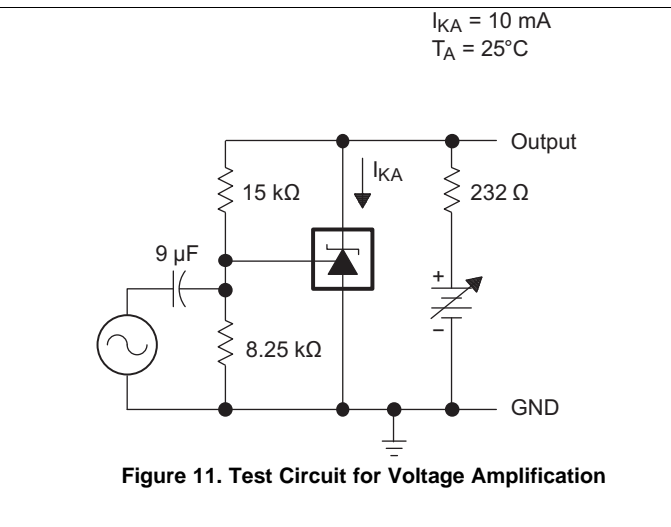 I_KA = 10 mA
T_A = 25°C
Output
I_KA
15 kΩ
232 Ω
9 µF
+
−
8.25 kΩ
GND
Figure 11. Test Circuit for Voltage Amplification